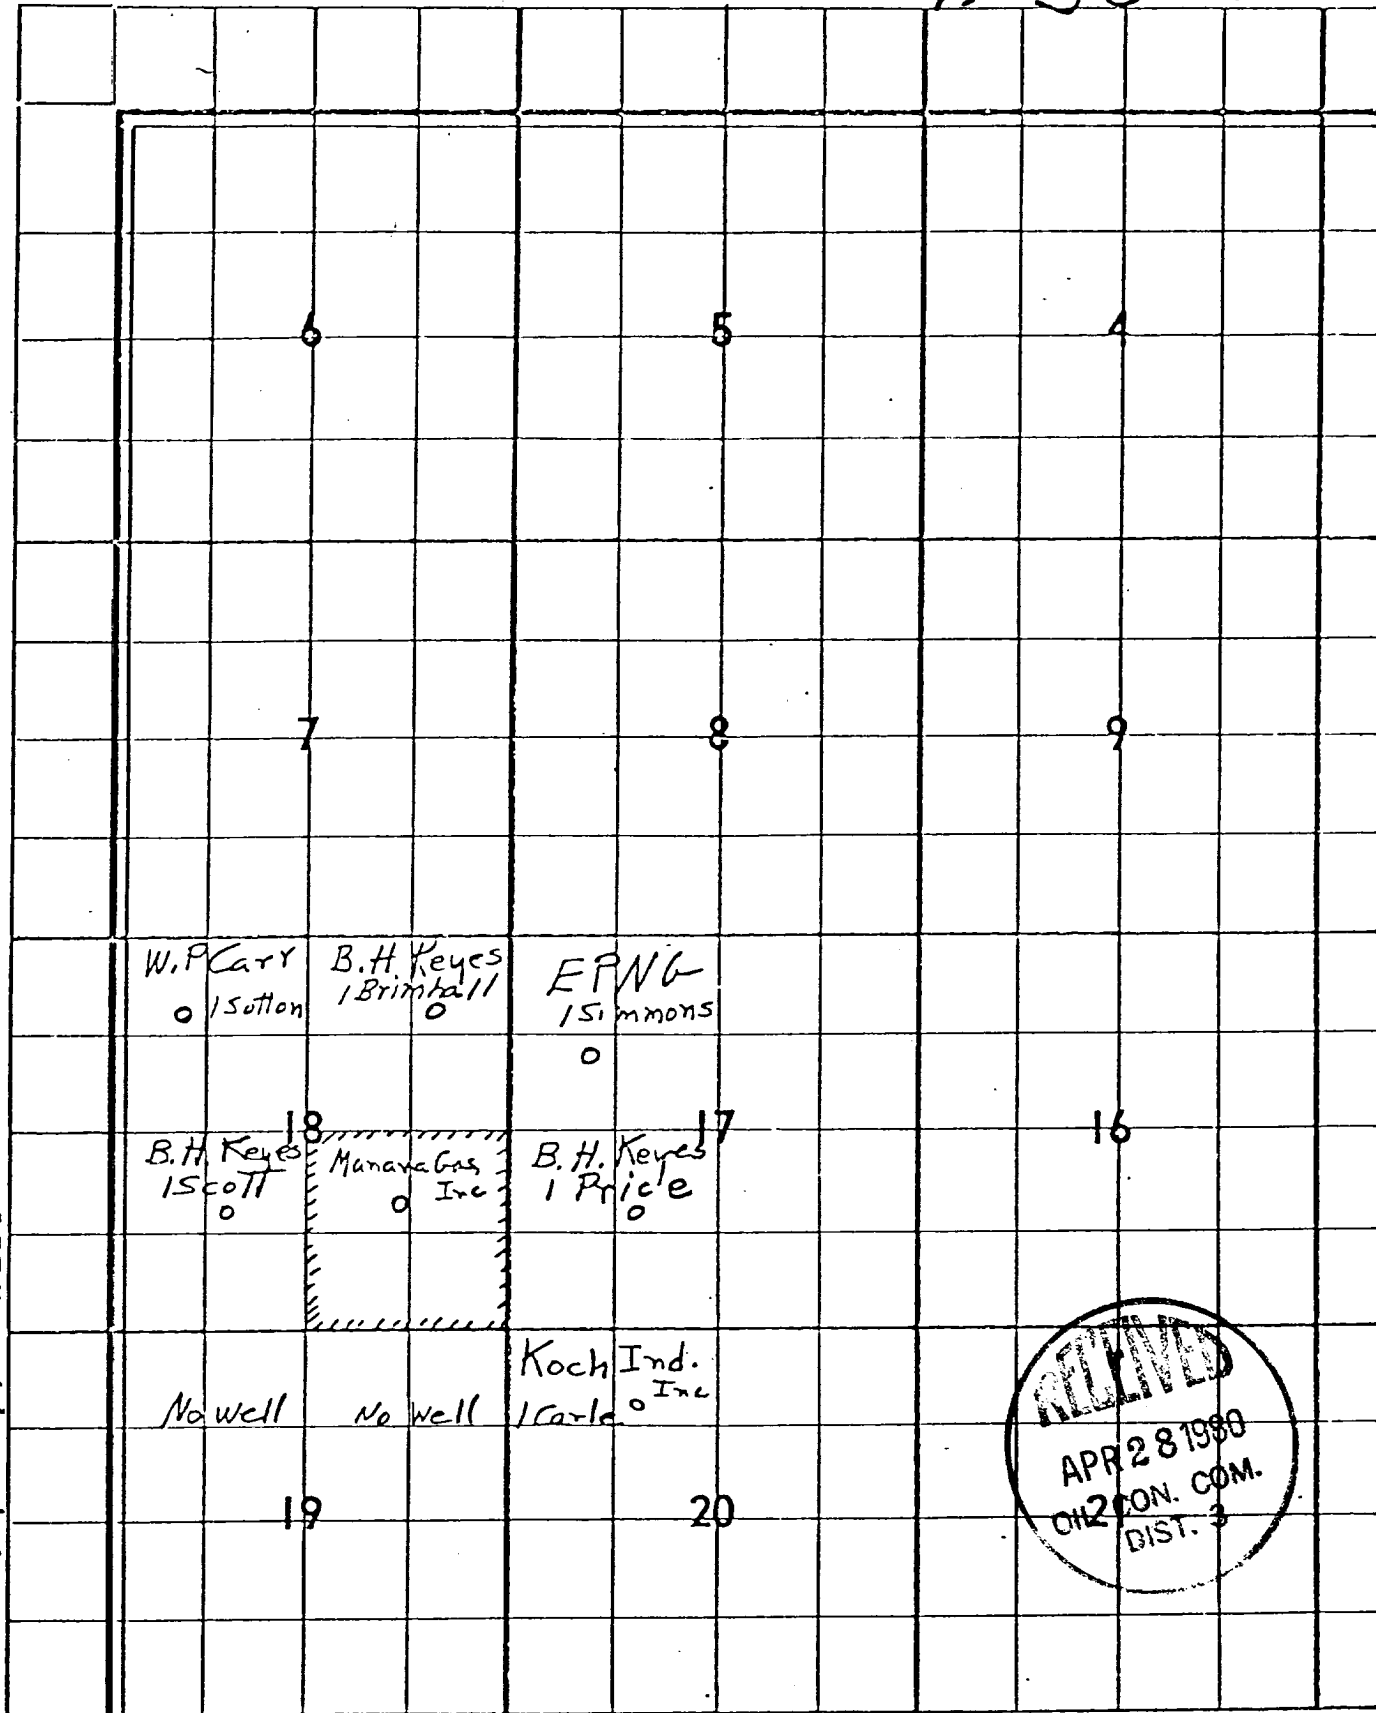 6 5 4
7 8 9
W.P Carr
1 Sutton
B.H. Keyes
1 Brimhall
EPNG
1 Simmons
18 17 16
B.H. Keyes
1 Scott
Manana Gas
Inc
B.H. Keyes
1 Price
Koch Ind.
Inc
1 Carle
No Well
No Well
19 20 21
RECEIVED
APR 28 1980
OIL CON. COM.
DIST. 3